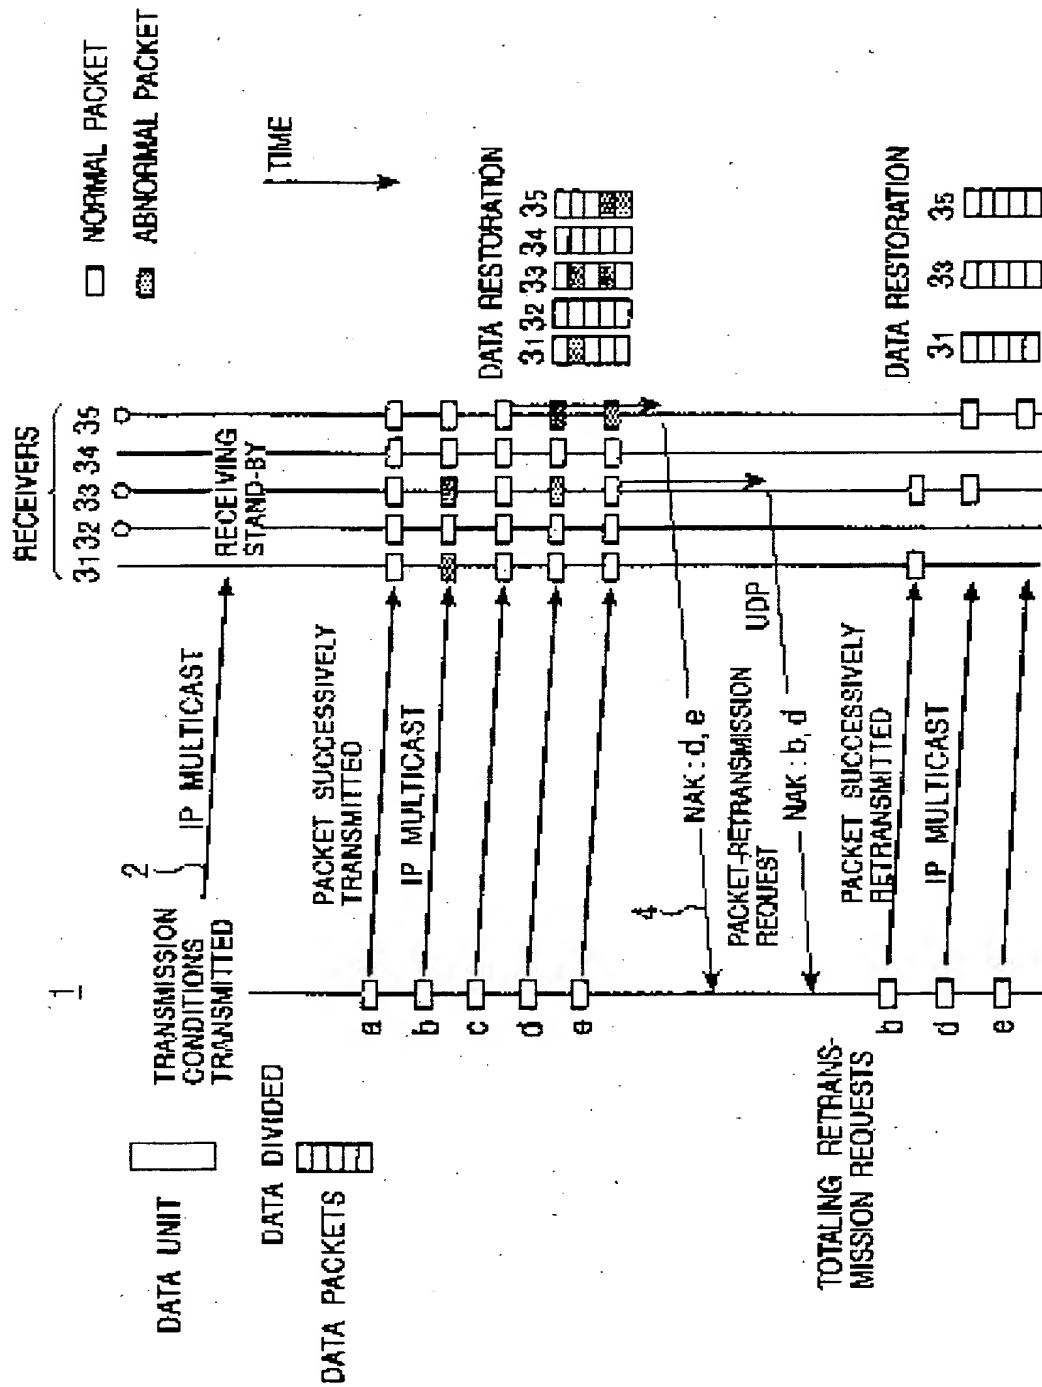 RECEIVERS
31 32 33 34 35
NORMAL PACKET
ABNORMAL PACKET
TIME
1
2
IP MULTICAST
RECEIVING
STAND-BY
TRANSMISSION
CONDITIONS
TRANSMITTED
DATA UNIT
DATA DIVIDED
DATA PACKETS
PACKET SUCCESSIVELY
TRANSMITTED
IP MULTICAST
a
b
c
d
e
DATA RESTORATION
31 32 33 34 35
4
NAK : d, e
PACKET-RETRANSMISSION
REQUEST
UDP
NAK : b, d
TOTALING RETRANS-
MISSION REQUESTS
PACKET SUCCESSIVELY
RETRANSMITTED
IP MULTICAST
b
d
e
DATA RESTORATION
31 33 35